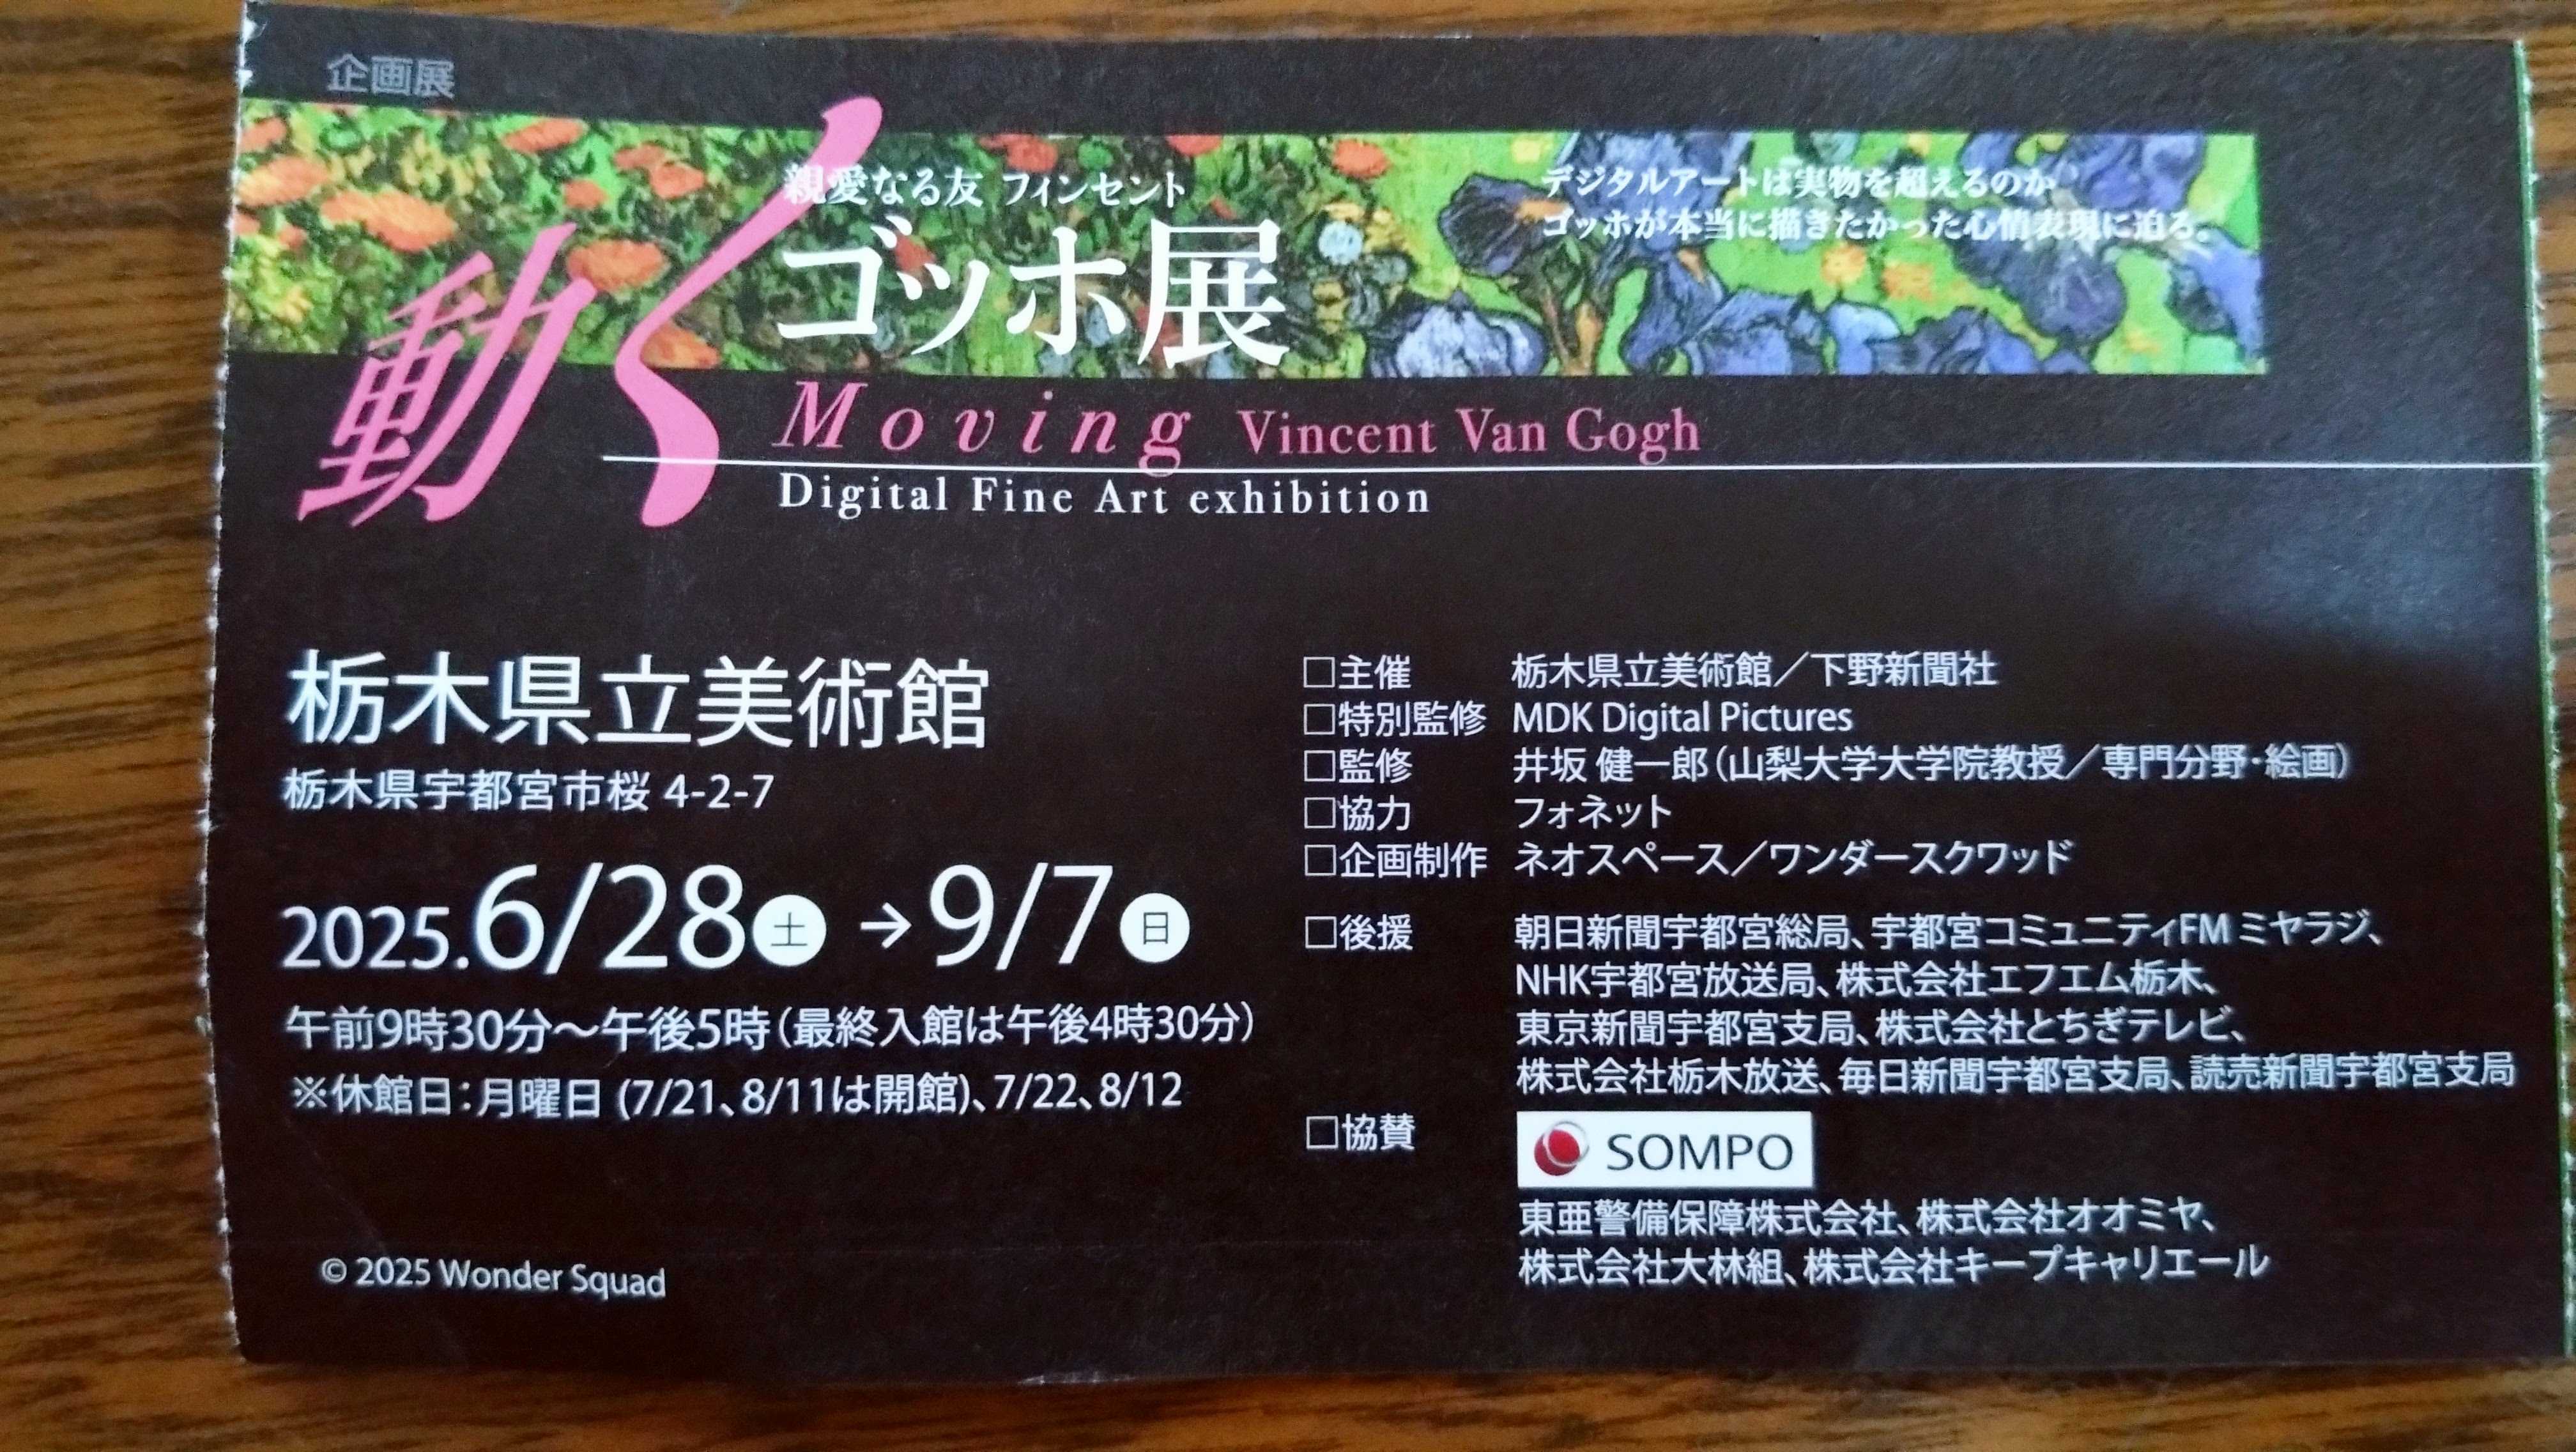 企画展
親愛なる友 フィンセント
動くゴッホ展
デジタルアートは実物を超えるのか
ゴッホが本当に描きたかった心情表現に迫る。
Moving Vincent Van Gogh
Digital Fine Art exhibition
栃木県立美術館
栃木県宇都宮市桜 4-2-7
2025.6/28土→9/7日
午前9時30分〜午後5時（最終入館は午後4時30分）
※休館日：月曜日 (7/21、8/11は開館)、7/22、8/12
© 2025 Wonder Squad
□主催 栃木県立美術館／下野新聞社
□特別監修 MDK Digital Pictures
□監修 井坂 健一郎（山梨大学大学院教授／専門分野・絵画）
□協力 フォネット
□企画制作 ネオスペース／ワンダースクワッド
□後援 朝日新聞宇都宮総局、宇都宮コミュニティFM ミヤラジ、
NHK宇都宮放送局、株式会社エフエム栃木、
東京新聞宇都宮支局、株式会社とちぎテレビ、
株式会社栃木放送、毎日新聞宇都宮支局、読売新聞宇都宮支局
□協賛 SOMPO
東亜警備保障株式会社、株式会社オオミヤ、
株式会社大林組、株式会社キープキャリエール